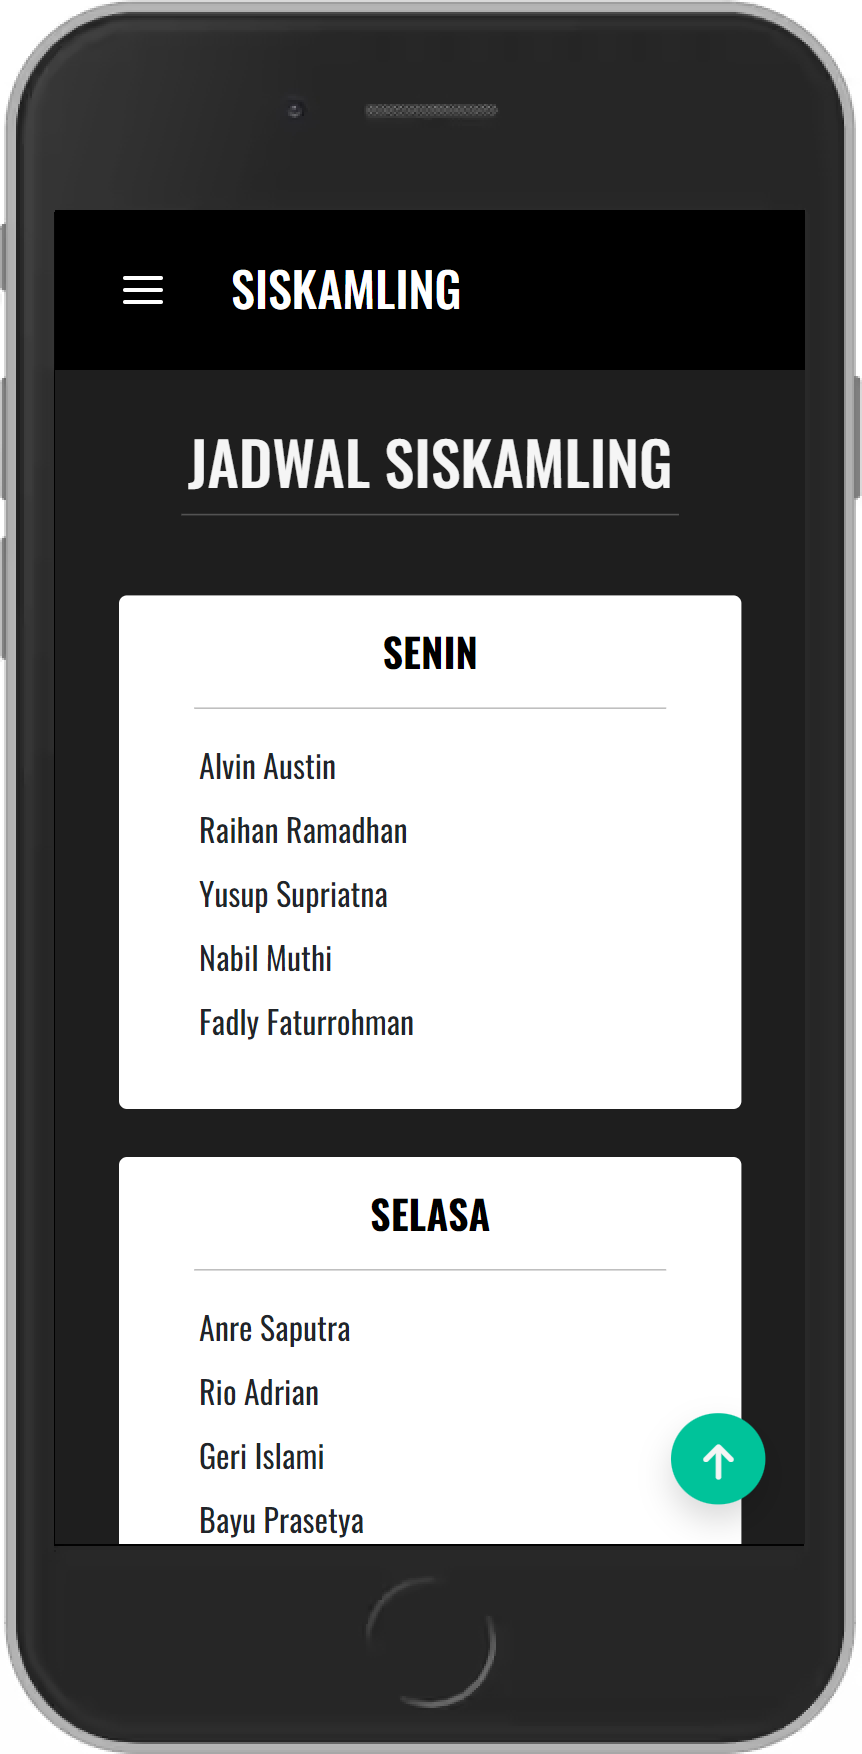 SISKAMLING
JADWAL SISKAMLING
SENIN
Alvin Austin
Raihan Ramadhan
Yusup Supriatna
Nabil Muthi
Fadly Faturrohman
SELASA
Anre Saputra
Rio Adrian
Geri Islami
Bayu Prasetya